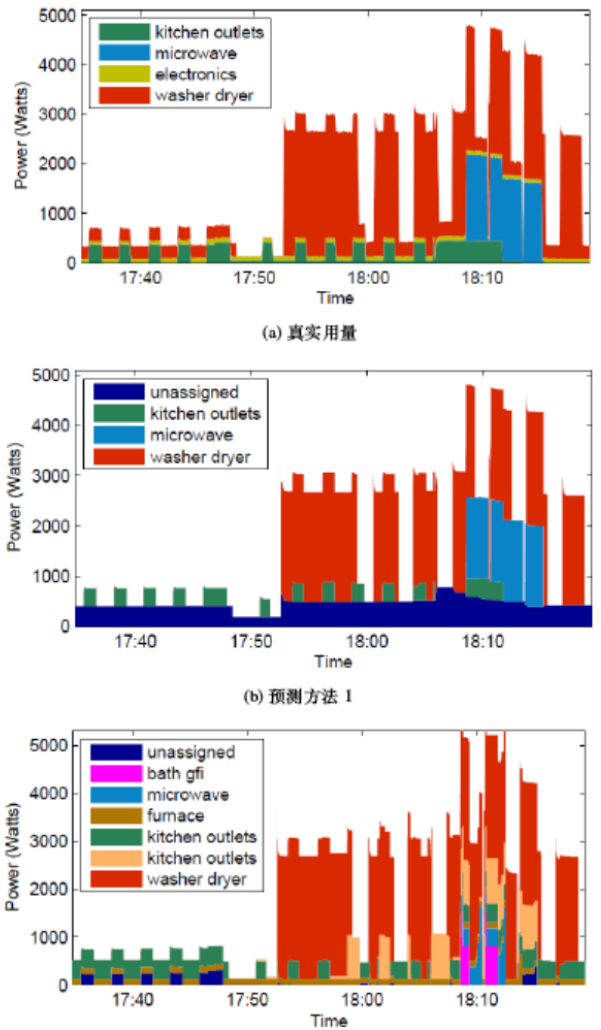 5000
4000
3000
2000
1000
0
Power (Watts)
kitchen outlets
microwave
electronics
washer dryer
17:40 17:50 18:00 18:10
Time
(a) 真实用量
5000
4000
3000
2000
1000
0
Power (Watts)
unassigned
kitchen outlets
microwave
washer dryer
17:40 17:50 18:00 18:10
Time
(b) 预测方法 1
5000
4000
3000
2000
1000
0
Power (Watts)
unassigned
bath gfi
microwave
furnace
kitchen outlets
kitchen outlets
washer dryer
17:40 17:50 18:00 18:10
Time